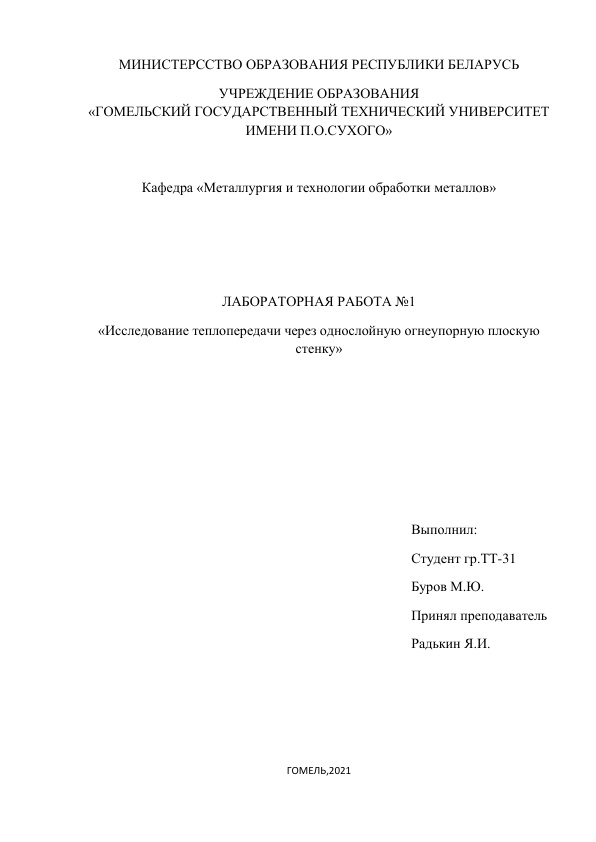 МИНИСТЕРССТВО ОБРАЗОВАНИЯ РЕСПУБЛИКИ БЕЛАРУСЬ
УЧРЕЖДЕНИЕ ОБРАЗОВАНИЯ
«ГОМЕЛЬСКИЙ ГОСУДАРСТВЕННЫЙ ТЕХНИЧЕСКИЙ УНИВЕРСИТЕТ
ИМЕНИ П.О.СУХОГО»
Кафедра «Металлургия и технологии обработки металлов»
ЛАБОРАТОРНАЯ РАБОТА №1
«Исследование теплопередачи через однослойную огнеупорную плоскую
стенку»
Выполнил:
Студент гр.ТТ-31
Буров М.Ю.
Принял преподаватель
Радькин Я.И.
ГОМЕЛЬ,2021